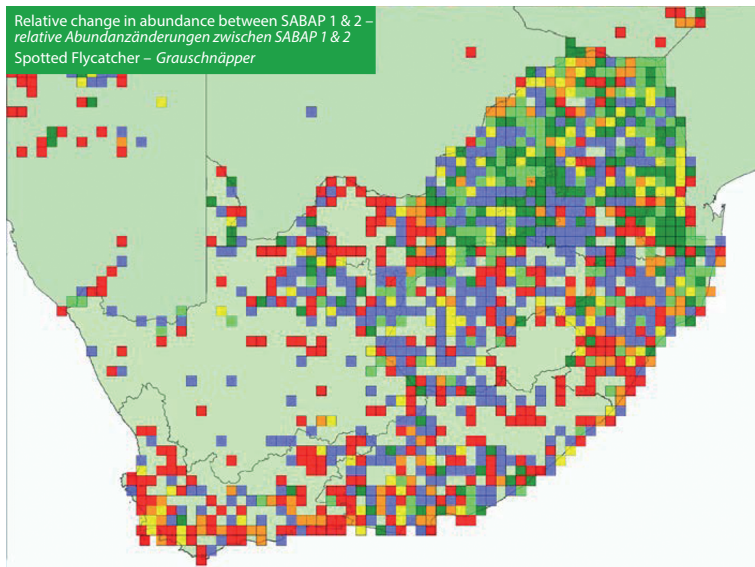 Relative change in abundance between SABAP 1 & 2 –
relative Abundanzänderungen zwischen SABAP 1 & 2
Spotted Flycatcher – Grauschnäpper